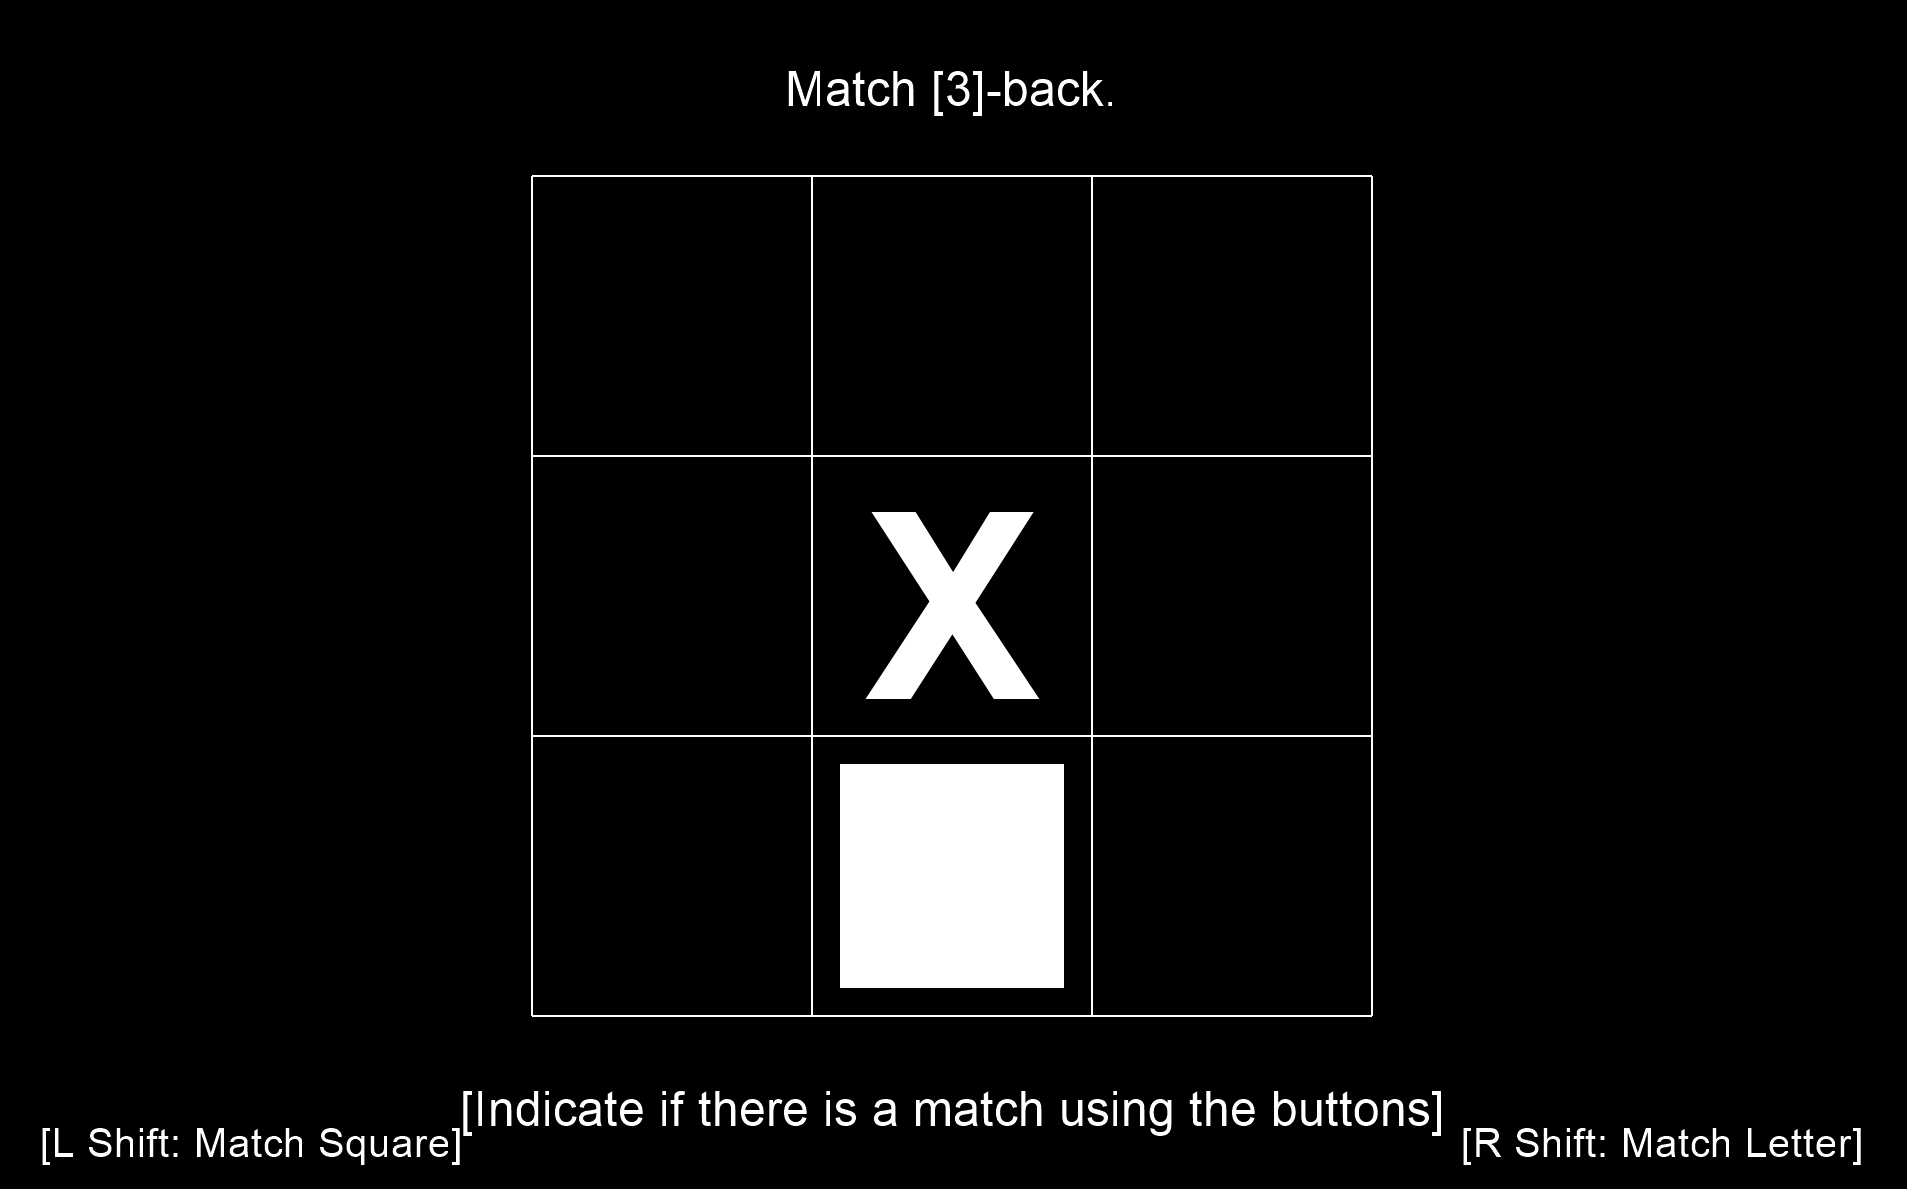 Match [3]-back.
X
[Indicate if there is a match using the buttons]
[L Shift: Match Square]
[R Shift: Match Letter]